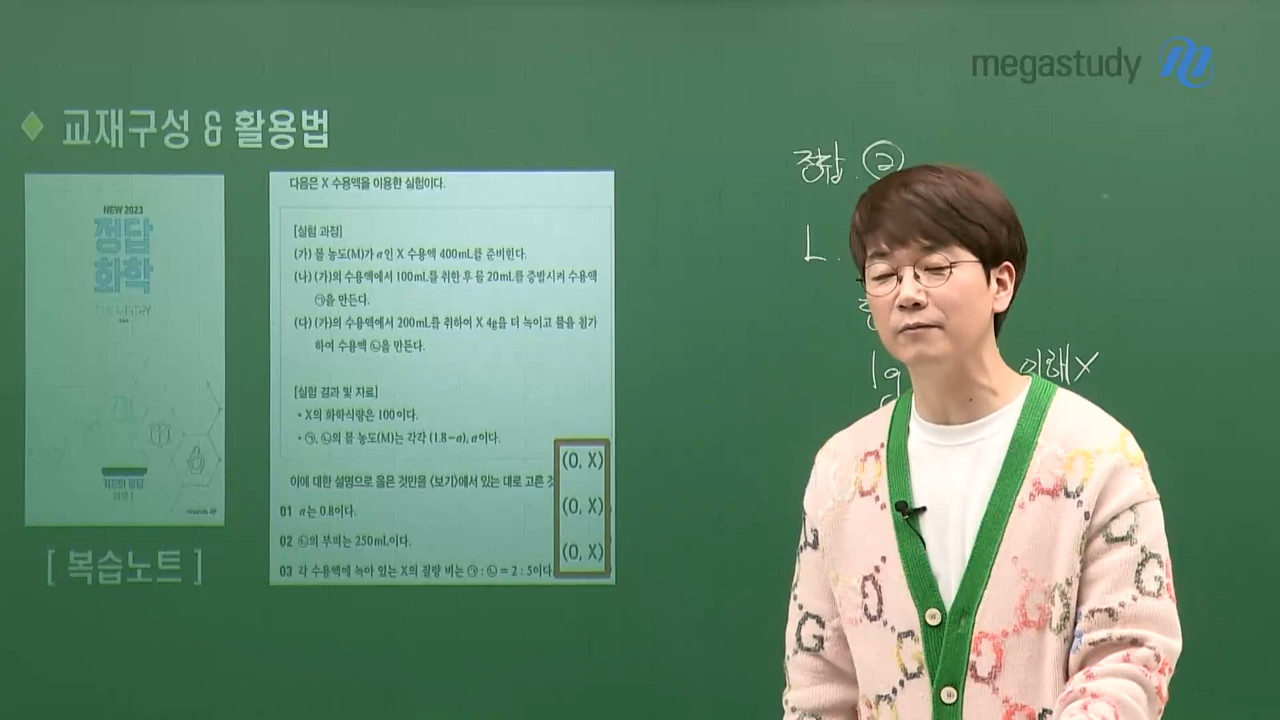 megastudy
교재구성 & 활용법
NEW 2023
정답
화학
CHEMISTRY
기출의 정답
화학 I
megastudy
[ 복습노트 ]
다음은 X 수용액을 이용한 실험이다.
[실험 과정]
(가) 몰 농도(M)가 a인 X 수용액 400mL를 준비한다.
(나) (가)의 수용액에서 100mL를 취한 후 물 20mL를 증발시켜 수용액
㉠을 만든다.
(다) (가)의 수용액에서 200mL를 취하여 X 4g을 더 녹이고 물을 첨가
하여 수용액 ㉡을 만든다.
[실험 결과 및 자료]
• X의 화학식량은 100이다.
• ㉠, ㉡의 몰 농도(M)는 각각 (1.8-a), a이다.
이에 대한 설명으로 옳은 것만을 <보기>에서 있는 대로 고른 것
01 a는 0.8이다.
02 ㉡의 부피는 250mL이다.
03 각 수용액에 녹아 있는 X의 질량 비는 ㉠ : ㉡ = 2 : 5이다.
(O, X)
(O, X)
(O, X)
정답. ②
L.
이해X